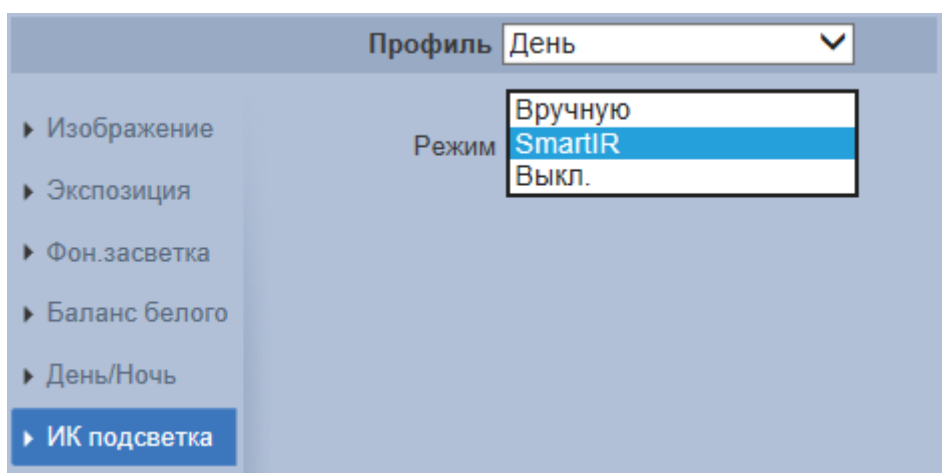 Профиль День
Вручную
Режим SmartIR
Выкл.
Изображение
Экспозиция
Фон.засветка
Баланс белого
День/Ночь
ИК подсветка